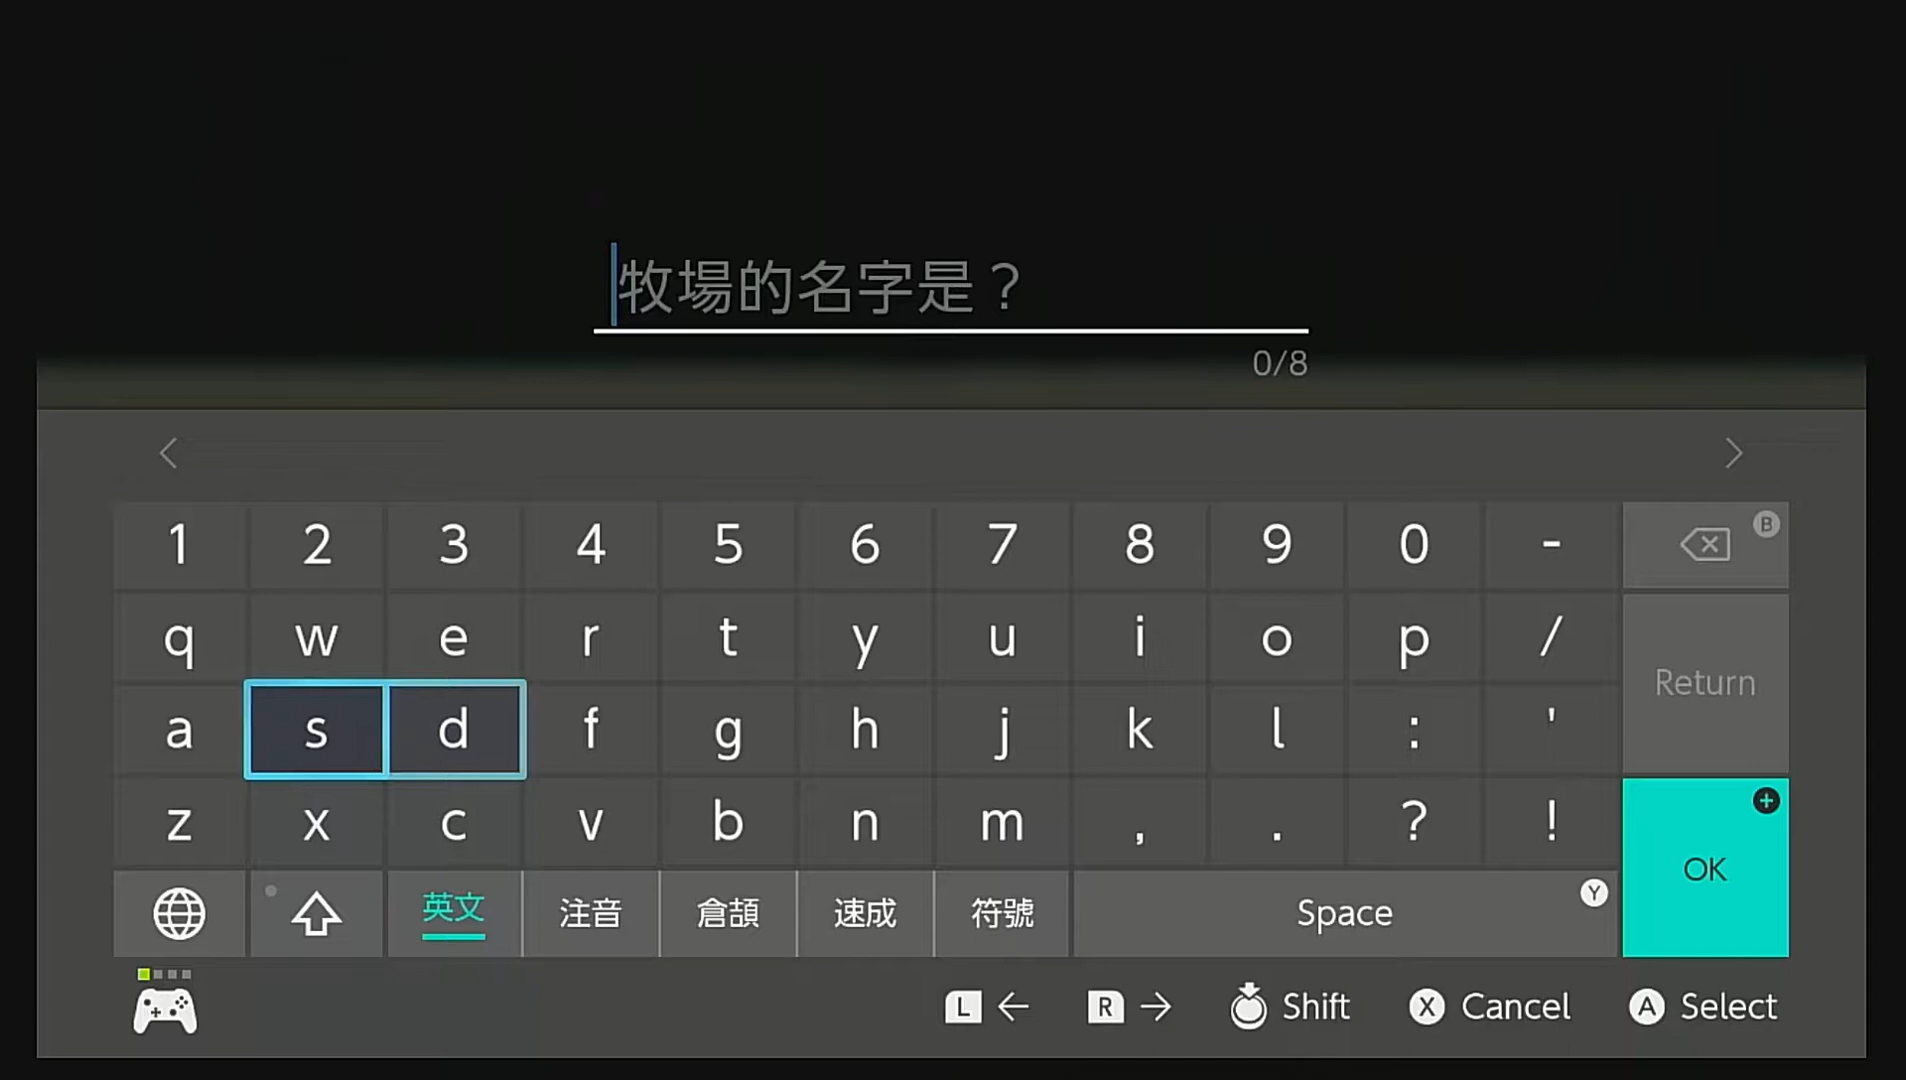 牧場的名字是？
0/8
1 2 3 4 5 6 7 8 9 0 - B
q w e r t y u i o p / Return
a s d f g h j k l : '
z x c v b n m , . ? ! OK
英文 注音 倉頡 速成 符號 Space Y
L ← R → Shift X Cancel A Select